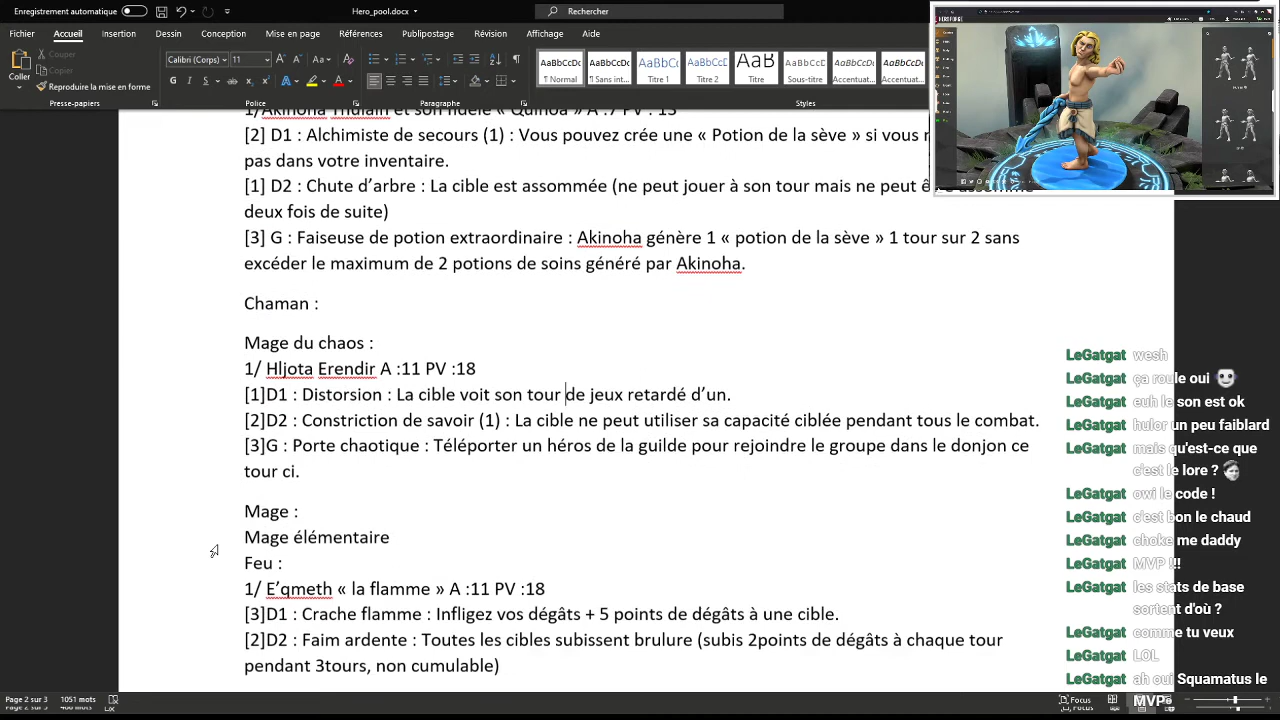 Enregistrement automatique
Hero_pool.docx
Rechercher
Fichier Accueil Insertion Dessin Conception Mise en page Références Publipostage Révision Affichage Aide
Coller
Couper
Copier
Reproduire la mise en forme
Presse-papiers
Calibri (Corps) 11
Police
Paragraphe
AaBbCcDc
¶ Normal
AaBbCcDc
¶ Sans int...
AaBbCc
Titre 1
AaBbCcD
Titre 2
AaB
Titre
AaBbCcD
Sous-titre
AaBbCcDc
Accentuat...
AaBbCcDc
Accentuat...
Styles
HEROFORGE
[2] D1 : Alchimiste de secours (1) : Vous pouvez crée une « Potion de la sève » si vous
pas dans votre inventaire.
[1] D2 : Chute d’arbre : La cible est assommée (ne peut jouer à son tour mais ne peut
deux fois de suite)
[3] G : Faiseuse de potion extraordinaire : Akinoha génère 1 « potion de la sève » 1 tour sur 2 sans
excéder le maximum de 2 potions de soins généré par Akinoha.
Chaman :
Mage du chaos :
1/ Hljota Erendir A :11 PV :18
[1]D1 : Distorsion : La cible voit son tour de jeux retardé d’un.
[2]D2 : Constriction de savoir (1) : La cible ne peut utiliser sa capacité ciblée pendant tous le combat.
[3]G : Porte chaotique : Téléporter un héros de la guilde pour rejoindre le groupe dans le donjon ce
tour ci.
Mage :
Mage élémentaire
Feu :
1/ E’qmeth « la flamme » A :11 PV :18
[3]D1 : Crache flamme : Infligez vos dégâts + 5 points de dégâts à une cible.
[2]D2 : Faim ardente : Toutes les cibles subissent brulure (subis 2points de dégâts à chaque tour
pendant 3tours, non cumulable)
LeGatgat wesh
LeGatgat ça roule oui
LeGatgat euh le son est ok
LeGatgat hulor un peu faiblard
LeGatgat mais qu'est-ce que
c'est le lore ?
LeGatgat owi le code !
LeGatgat c'est bon le chaud
LeGatgat choke me daddy
LeGatgat MVP !!!
LeGatgat les stats de base
sortent d'où ?
LeGatgat comme tu veux
LeGatgat LOL
LeGatgat ah oui Squamatus le
MVPe
Page 2 sur 3 1051 mots
Focus